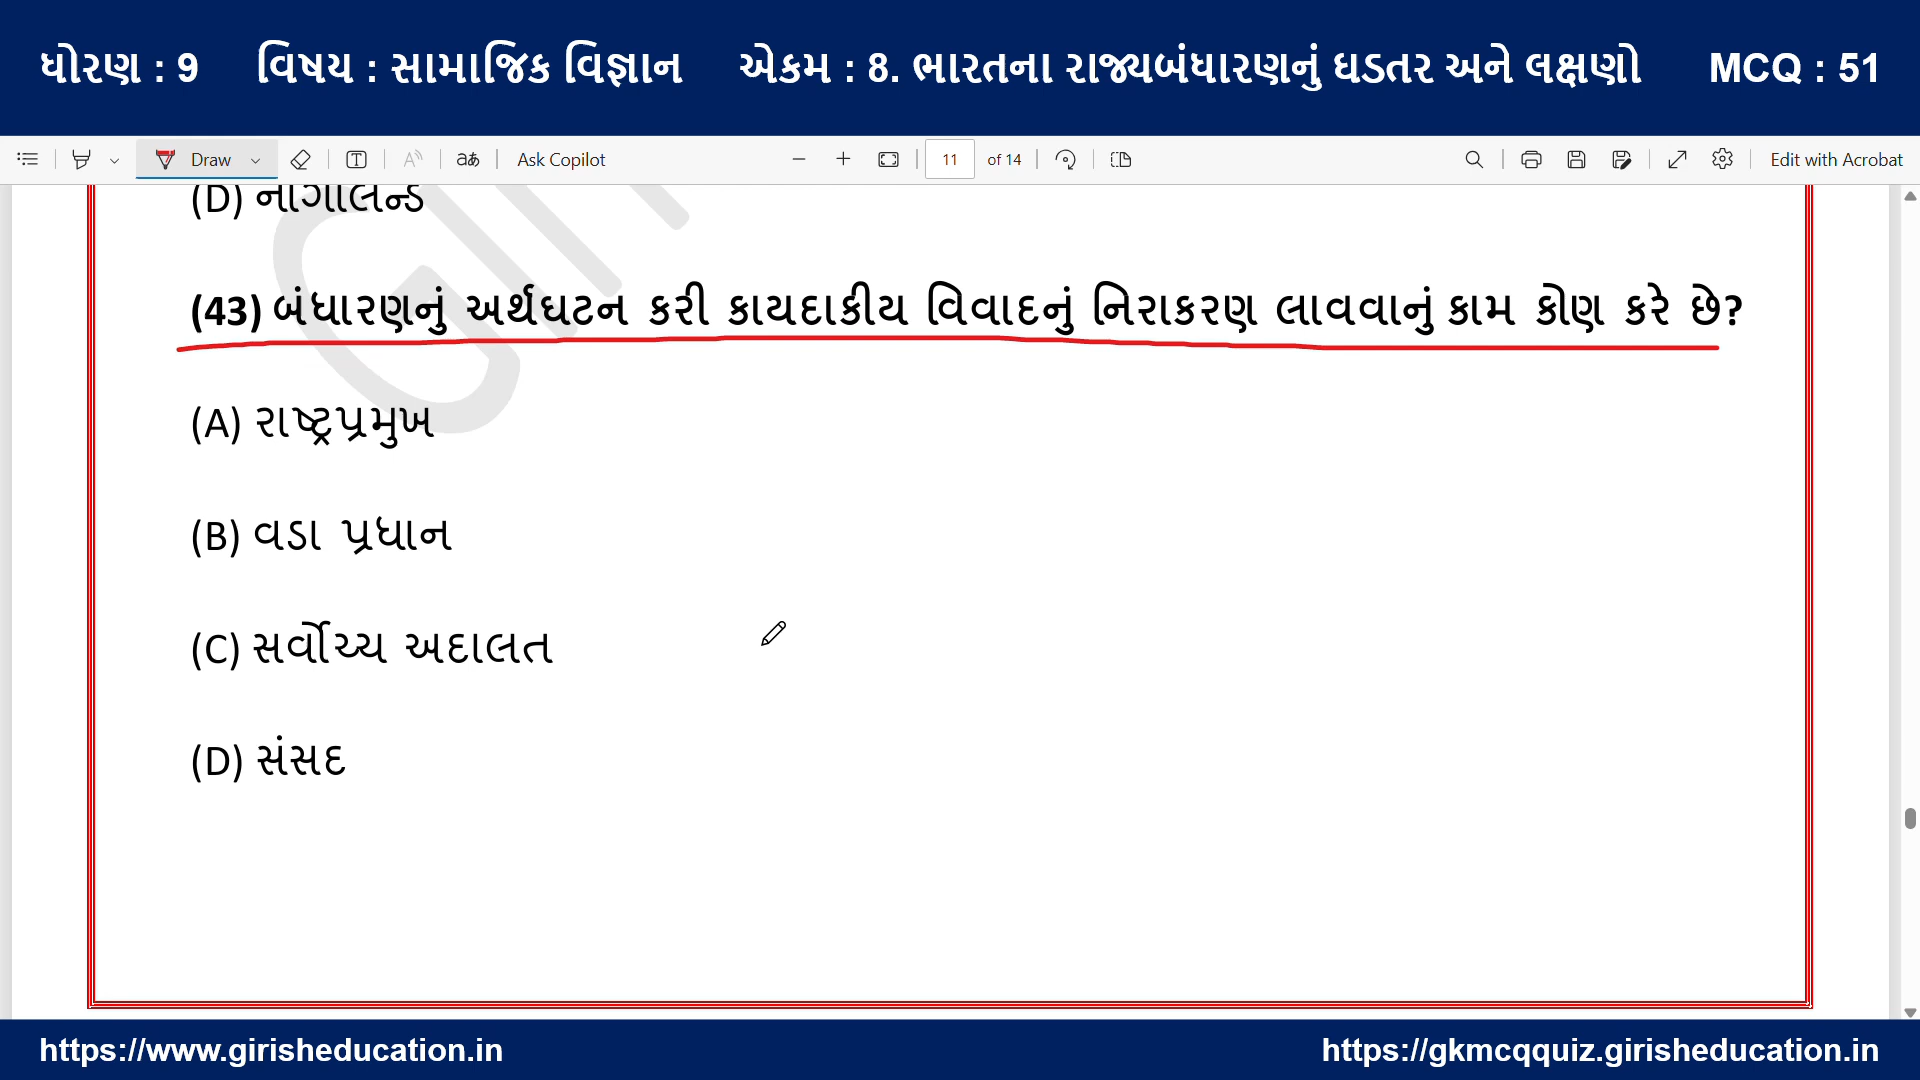 ધોરણ : 9 વિષય : સામાજિક વિજ્ઞાન એકમ : 8. ભારતના રાજ્યબંધારણનું ઘડતર અને લક્ષણો MCQ : 51
Draw Ask Copilot 11 of 14 Edit with Acrobat
(D) નાગાલેન્ડ
(43) બંધારણનું અર્થઘટન કરી કાયદાકીય વિવાદનું નિરાકરણ લાવવાનું કામ કોણ કરે છે?
(A) રાષ્ટ્રપ્રમુખ
(B) વડા પ્રધાન
(C) સર્વોચ્ચ અદાલત
(D) સંસદ
https://www.girisheducation.in https://gkmcqquiz.girisheducation.in